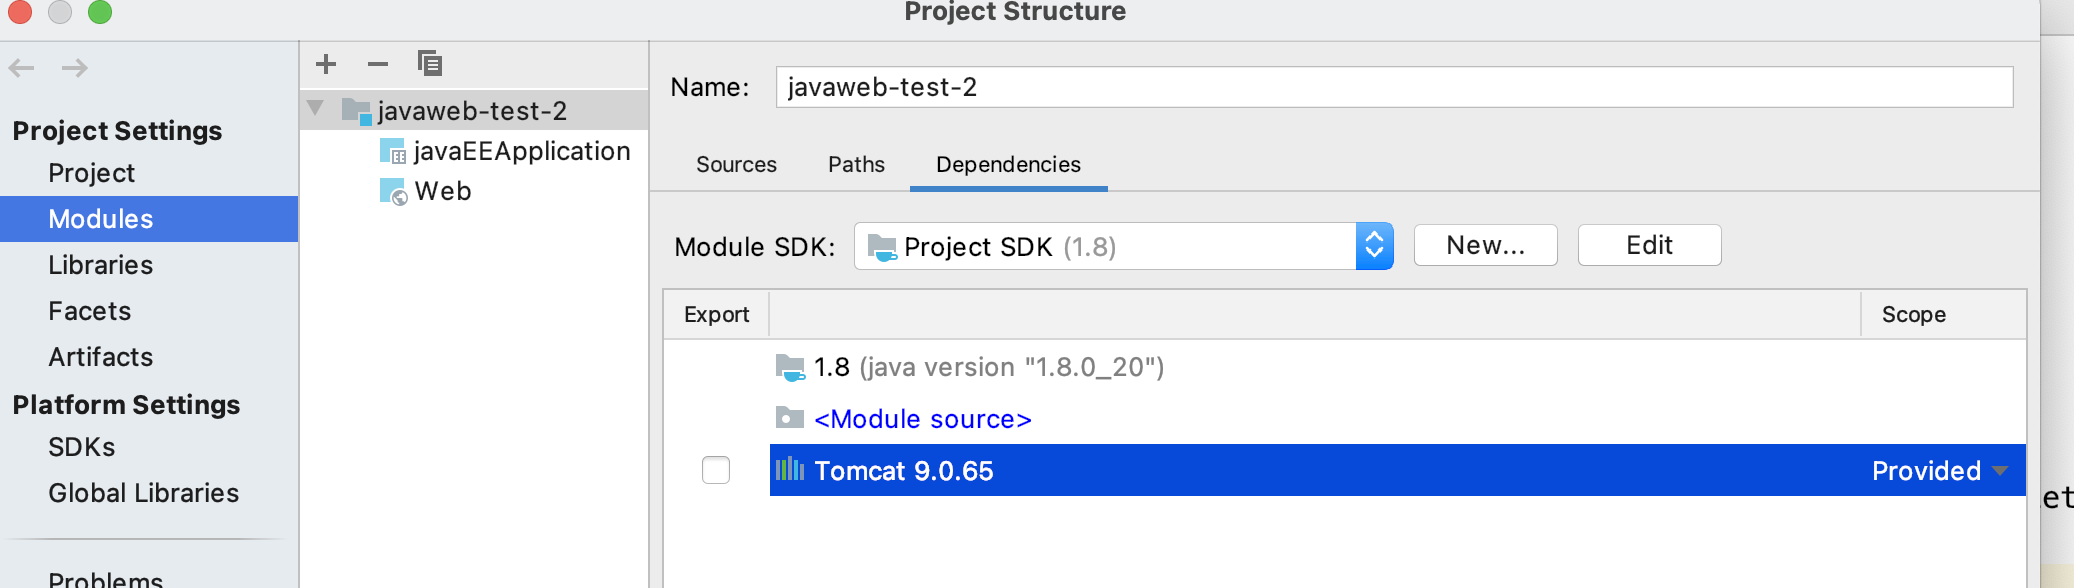 Project Structure
Project Settings
Project
Modules
Libraries
Facets
Artifacts
Platform Settings
SDKs
Global Libraries
Problems
javaweb-test-2
javaEEApplication
Web
Name: javaweb-test-2
Sources Paths Dependencies
Module SDK: Project SDK (1.8) New... Edit
Export Scope
1.8 (java version "1.8.0_20")
<Module source>
Tomcat 9.0.65 Provided
et